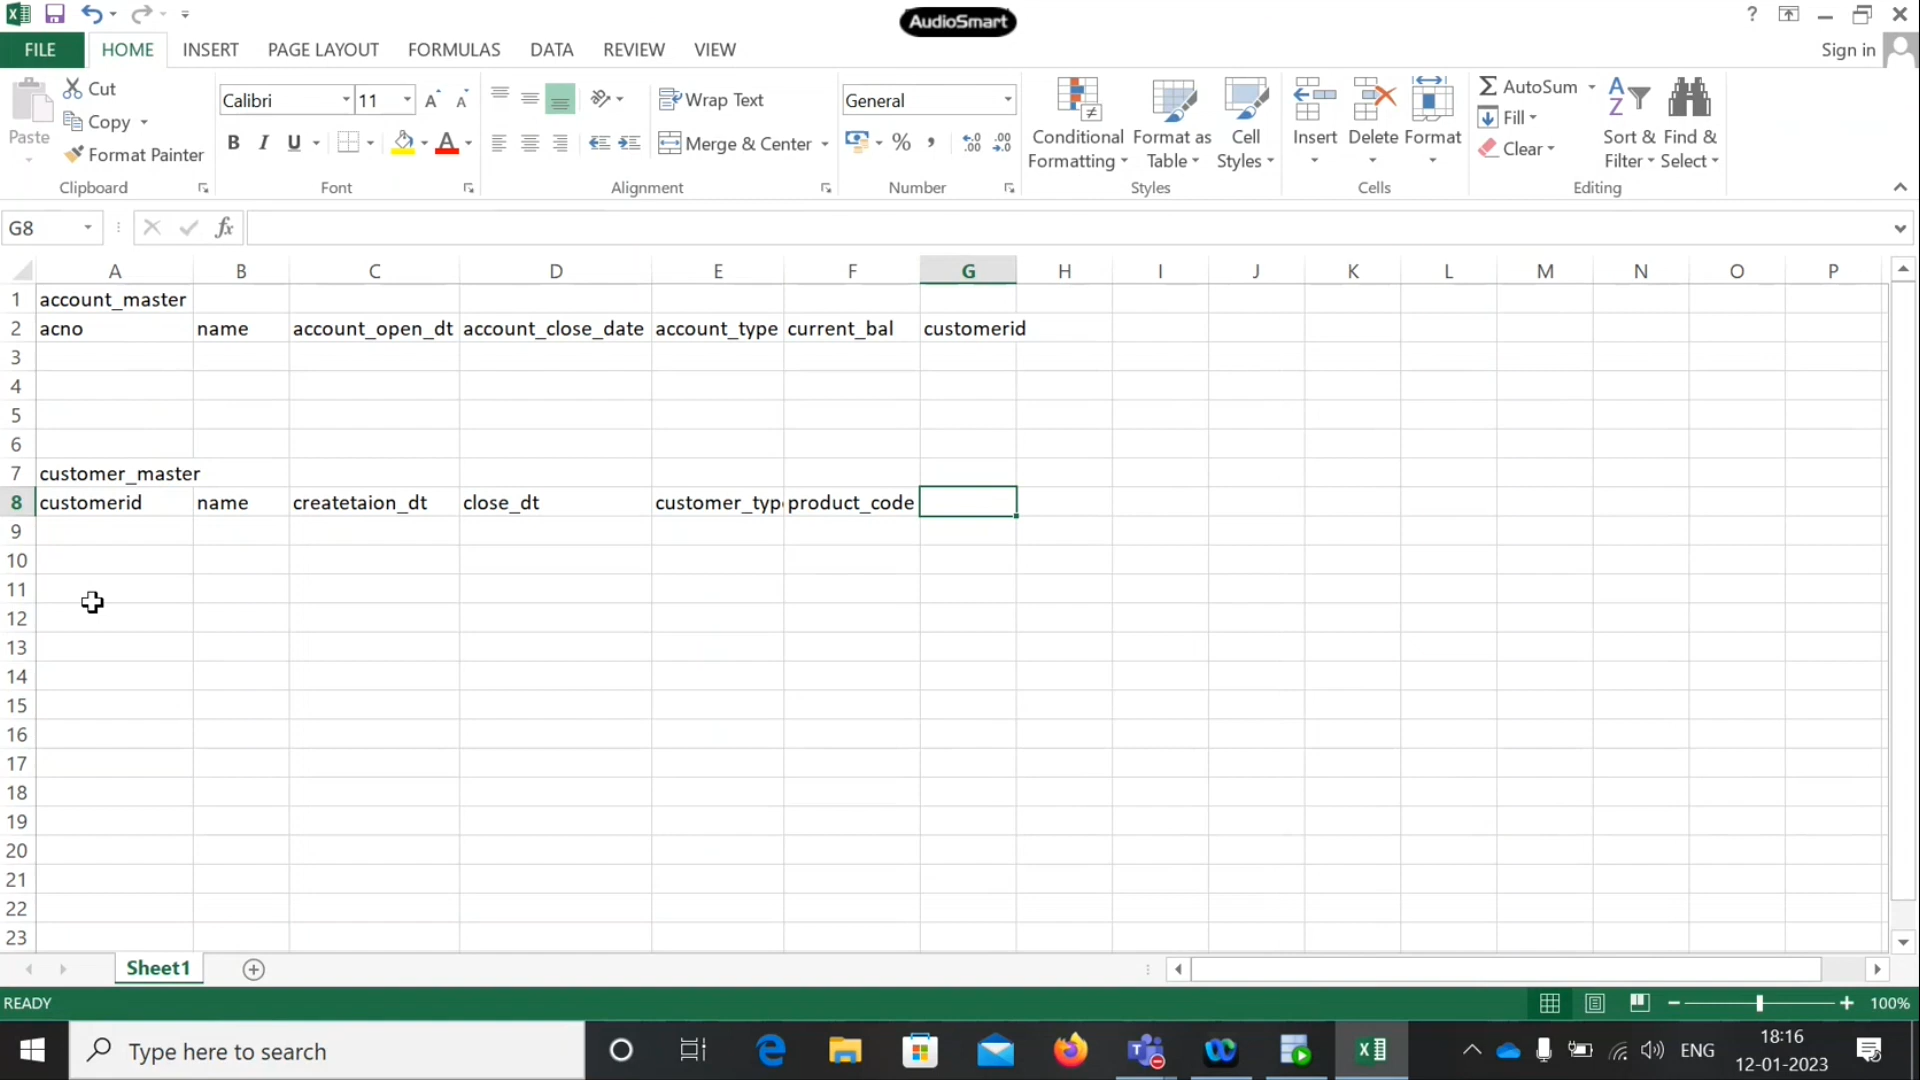 AudioSmart
FILE HOME INSERT PAGE LAYOUT FORMULAS DATA REVIEW VIEW
? Sign in
Paste
Cut
Copy
Format Painter
Clipboard
Calibri 11
A A
B I U A
Font
Wrap Text
Merge & Center
Alignment
General
% , .0 .00
Number
Conditional Formatting
Format as Table
Cell Styles
Styles
Insert
Delete
Format
Cells
AutoSum
Fill
Clear
Sort & Filter
Find & Select
Editing
G8 fx
A B C D E F G H I J K L M N O P
1 account_master
2 acno name account_open_dt account_close_date account_type current_bal customerid
3
4
5
6
7 customer_master
8 customerid name createtaion_dt close_dt customer_typ product_code
9
10
11
12
13
14
15
16
17
18
19
20
21
22
23
Sheet1
READY 100%
Type here to search
ENG
18:16
12-01-2023